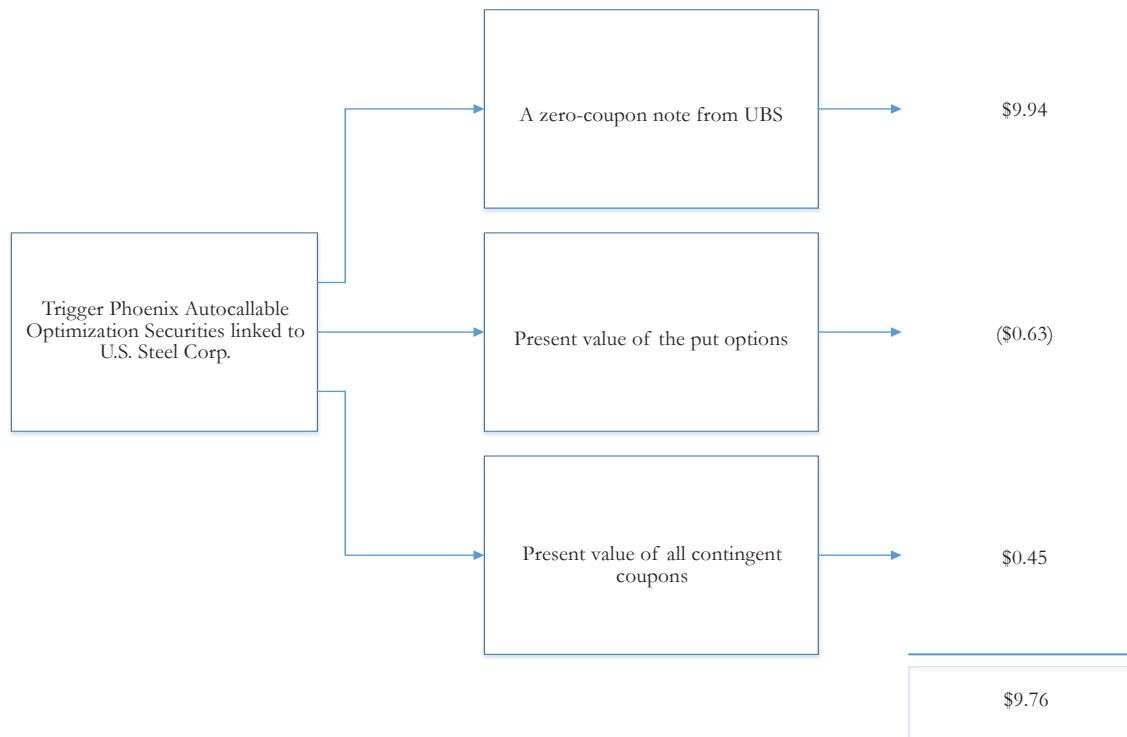 A zero-coupon note from UBS
$9.94
Trigger Phoenix Autocallable
Optimization Securities linked to
U.S. Steel Corp.
Present value of the put options
($0.63)
Present value of all contingent
coupons
$0.45
$9.76